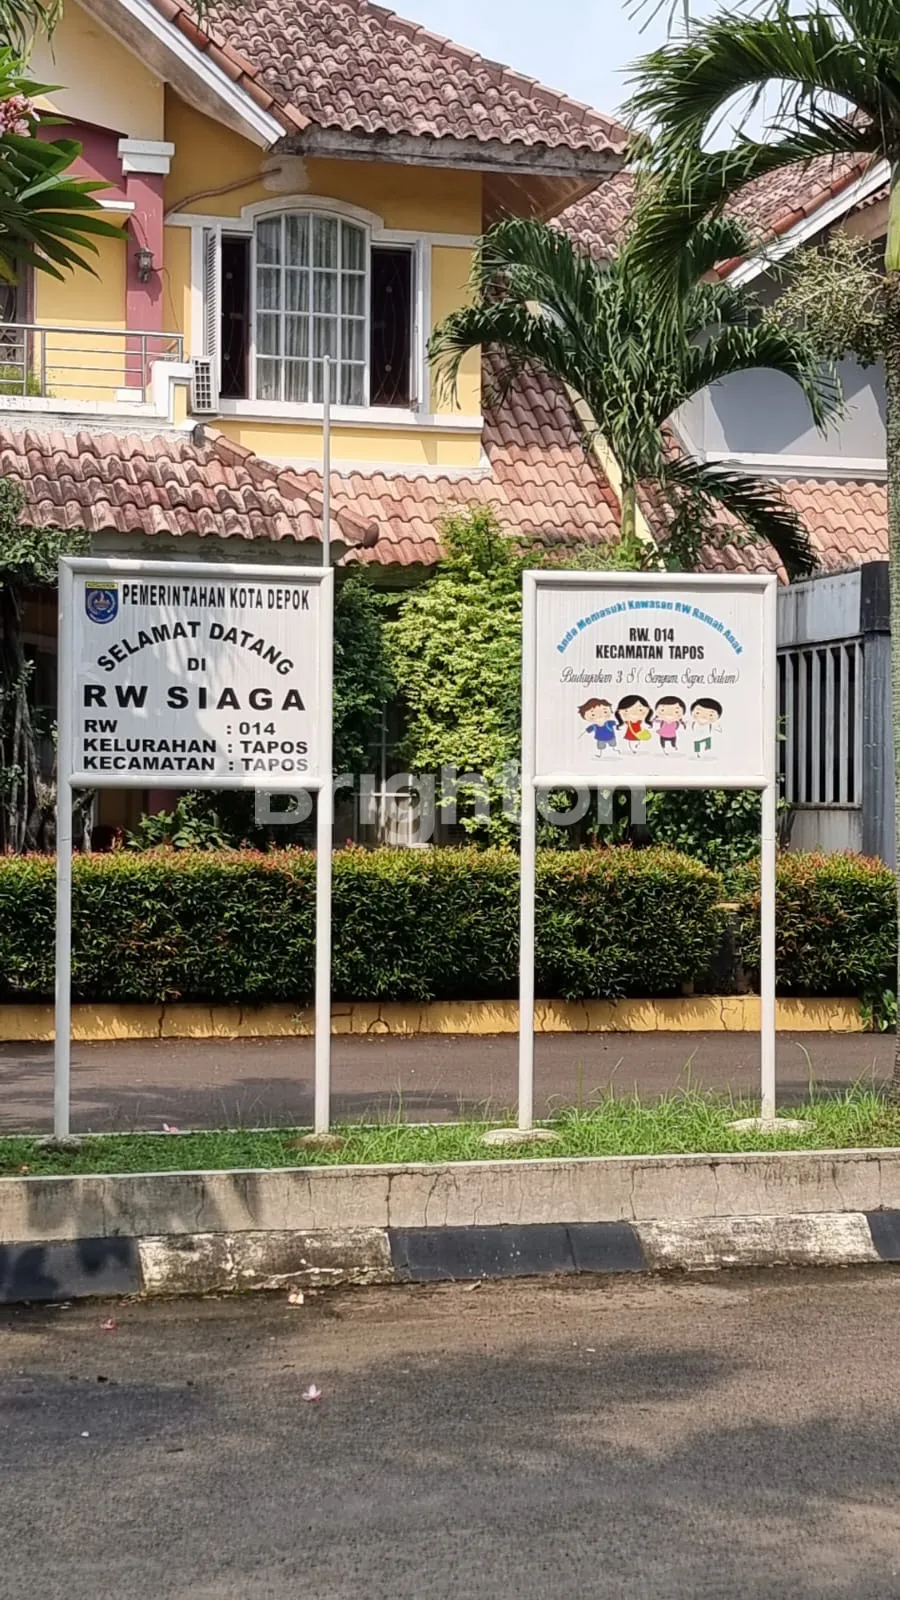 PEMERINTAHAN KOTA DEPOK
SELAMAT DATANG
DI
RW SIAGA
RW : 014
KELURAHAN : TAPOS
KECAMATAN : TAPOS
Anda Memasuki Kawasan RW Ramah Anak
RW. 014
KECAMATAN TAPOS
Budayakan 3 S ( Senyum, Sapa, Salam)
Brighton